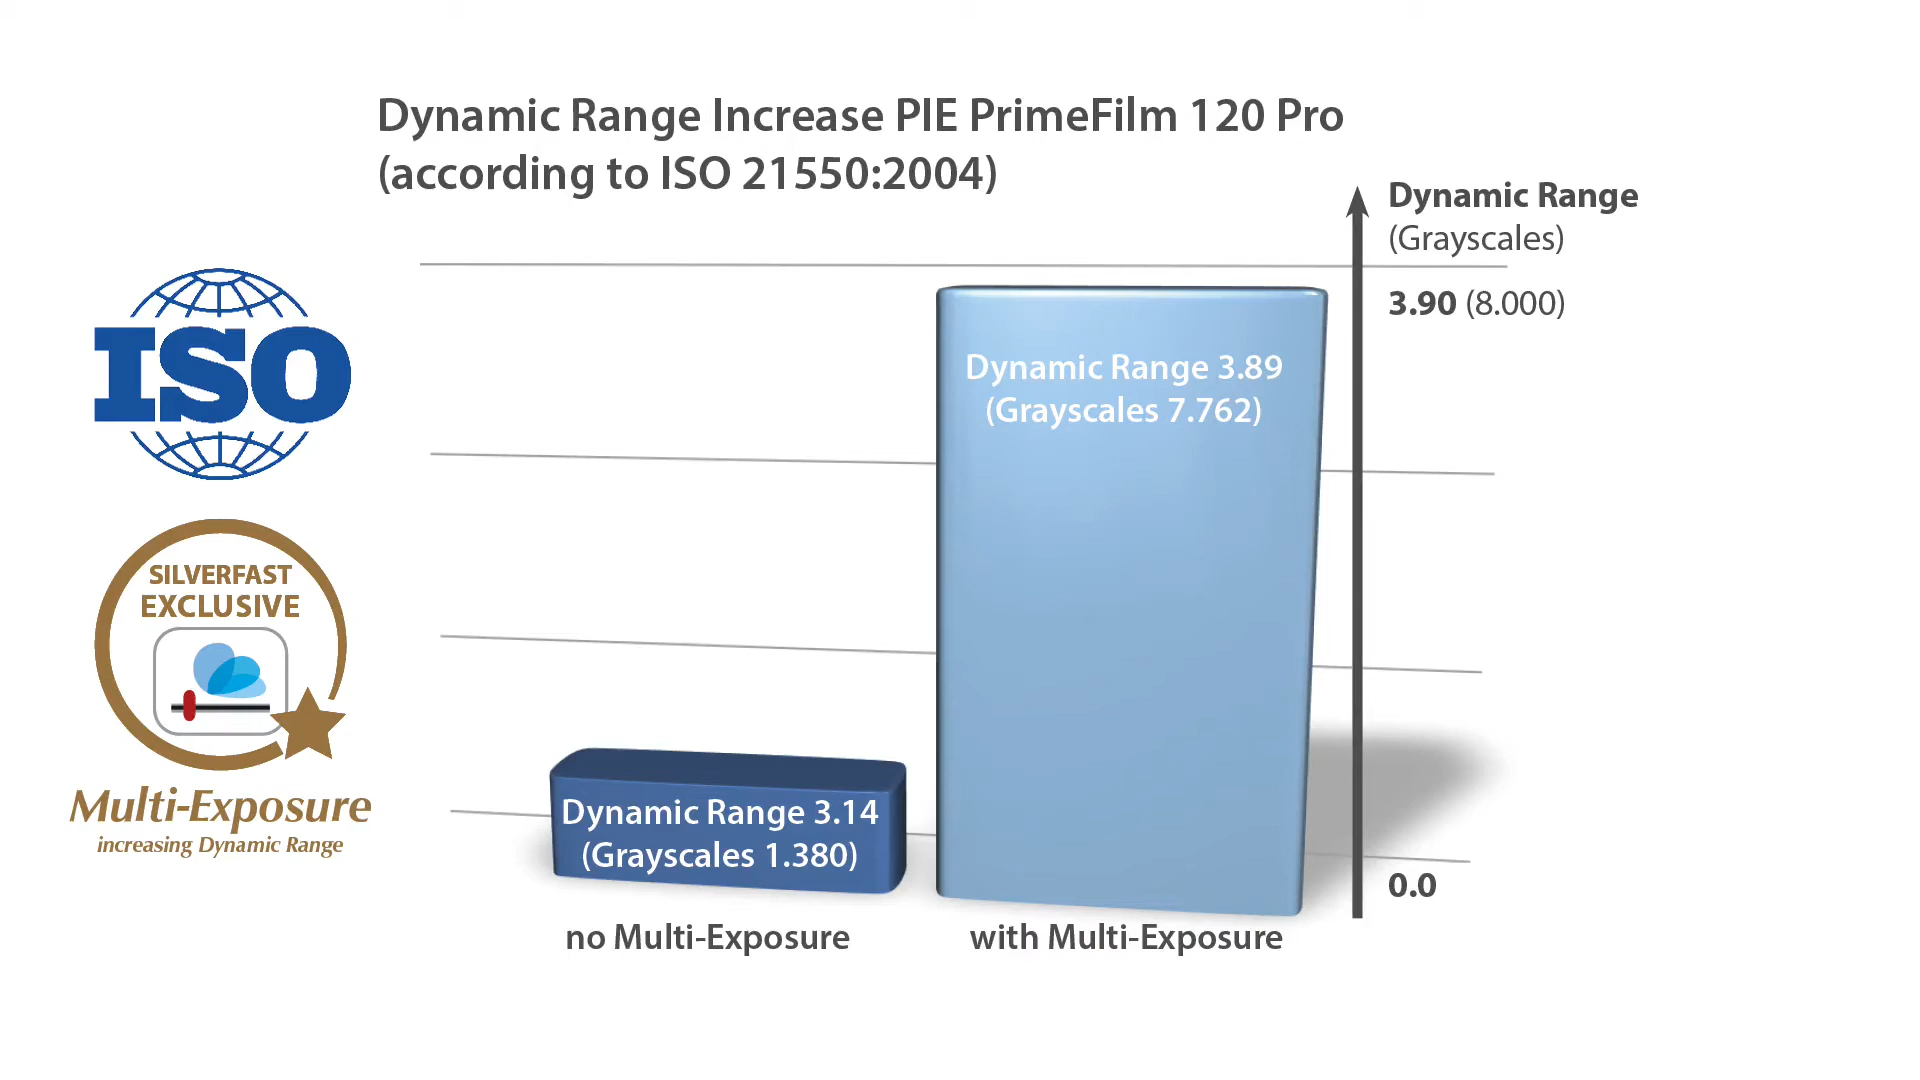 Dynamic Range Increase PIE PrimeFilm 120 Pro
(according to ISO 21550:2004)
Dynamic Range
(Grayscales)
3.90 (8.000)
ISO
Dynamic Range 3.89
(Grayscales 7.762)
SILVERFAST
EXCLUSIVE
Multi-Exposure
increasing Dynamic Range
Dynamic Range 3.14
(Grayscales 1.380)
0.0
no Multi-Exposure
with Multi-Exposure